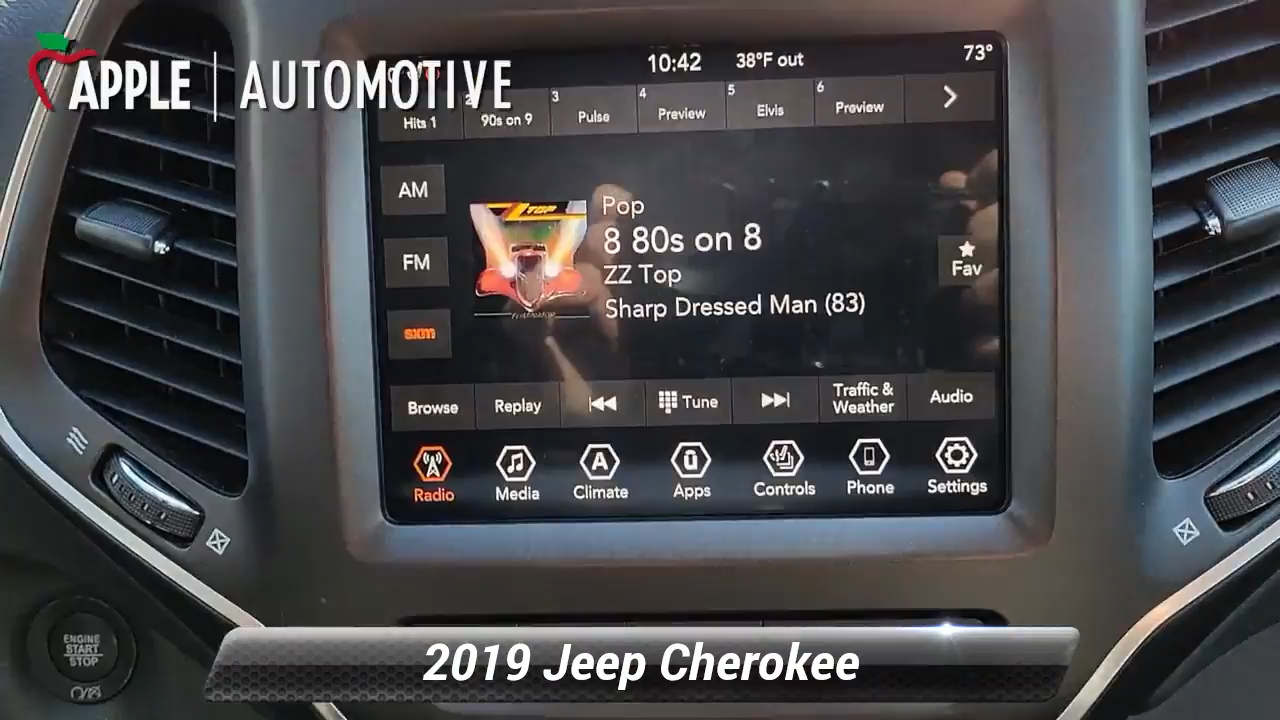 APPLE | AUTOMOTIVE
10:42 38°F out 73°
2 3 4 5 6
Hits 1 90s on 9 Pulse Preview Elvis Preview
AM
FM
sxm
TOP
ELIMINATOR
Pop
8 80s on 8
ZZ Top
Sharp Dressed Man (83)
Fav
Browse Replay Tune Traffic & Weather Audio
Radio Media Climate Apps Controls Phone Settings
A ū
ENGINE
START
STOP
2019 Jeep Cherokee